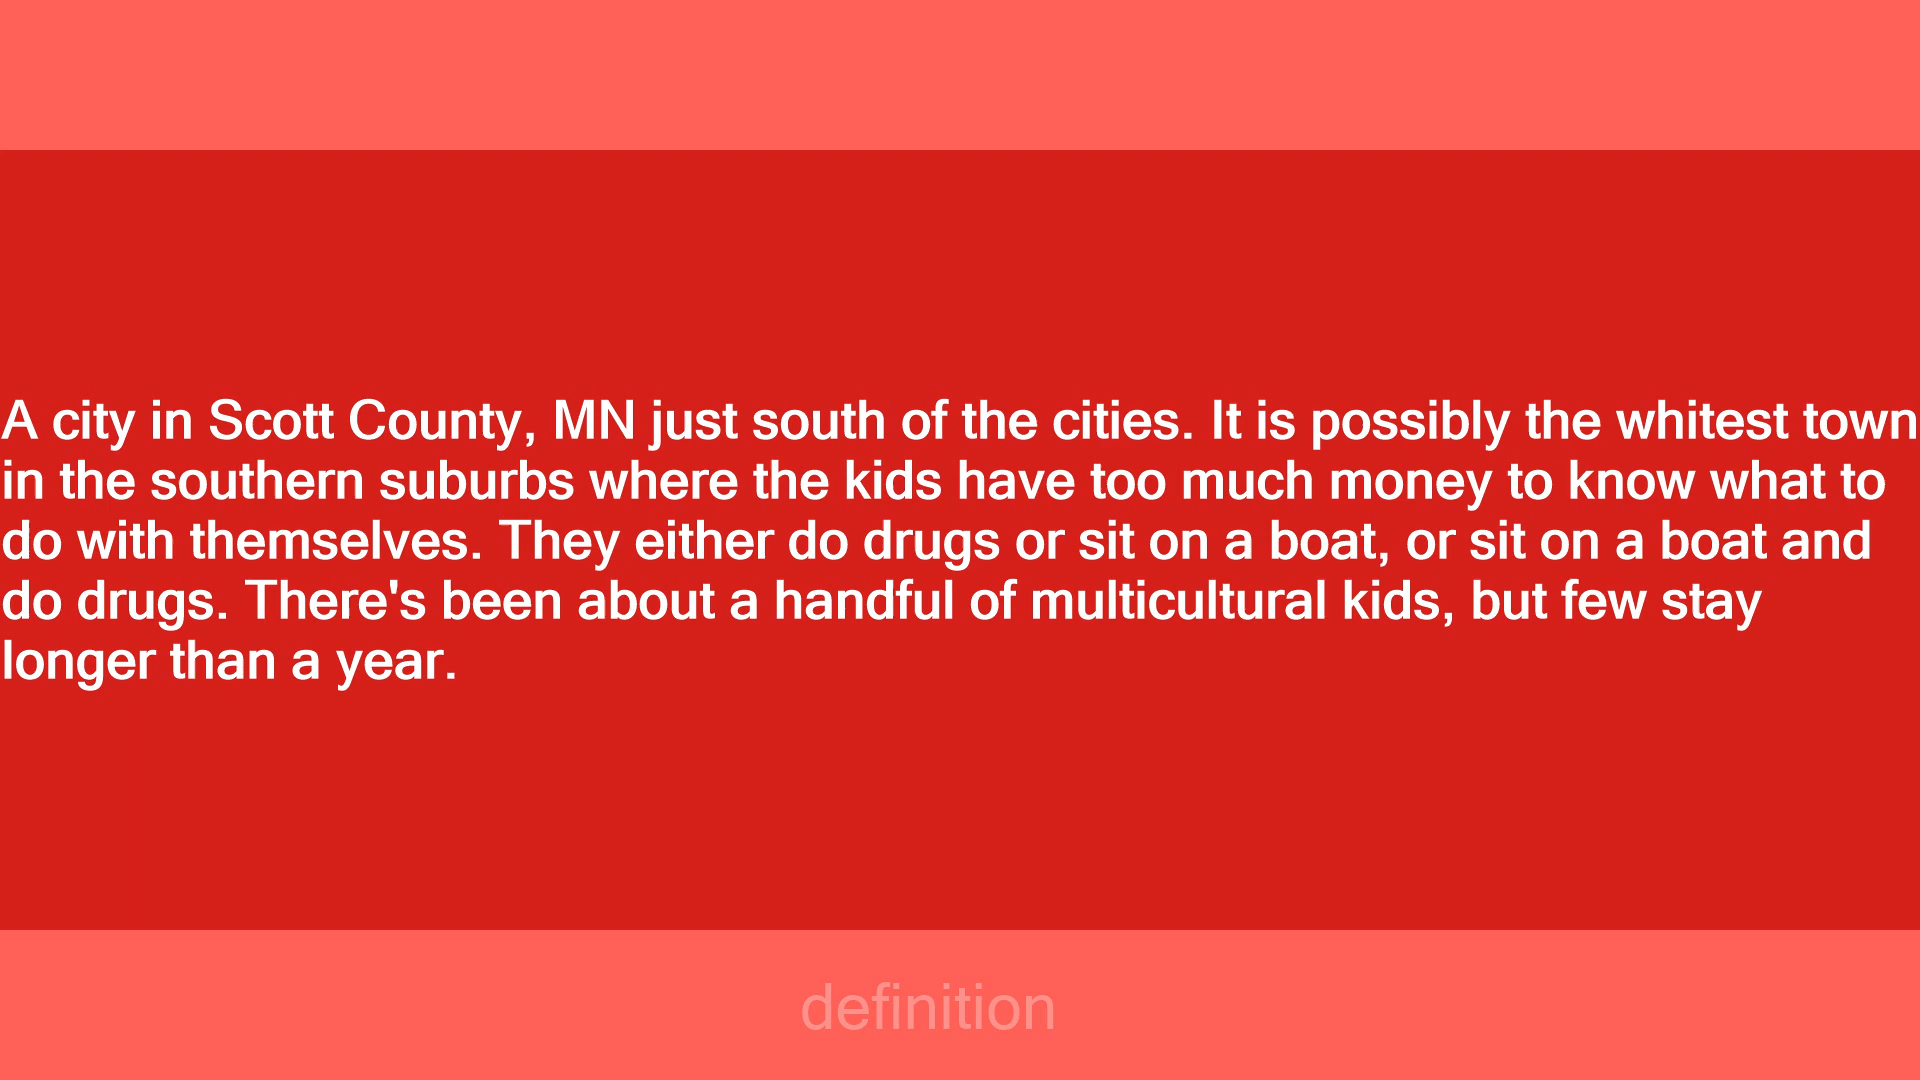 A city in Scott County, MN just south of the cities. It is possibly the whitest town
in the southern suburbs where the kids have too much money to know what to
do with themselves. They either do drugs or sit on a boat, or sit on a boat and
do drugs. There's been about a handful of multicultural kids, but few stay
longer than a year.
definition